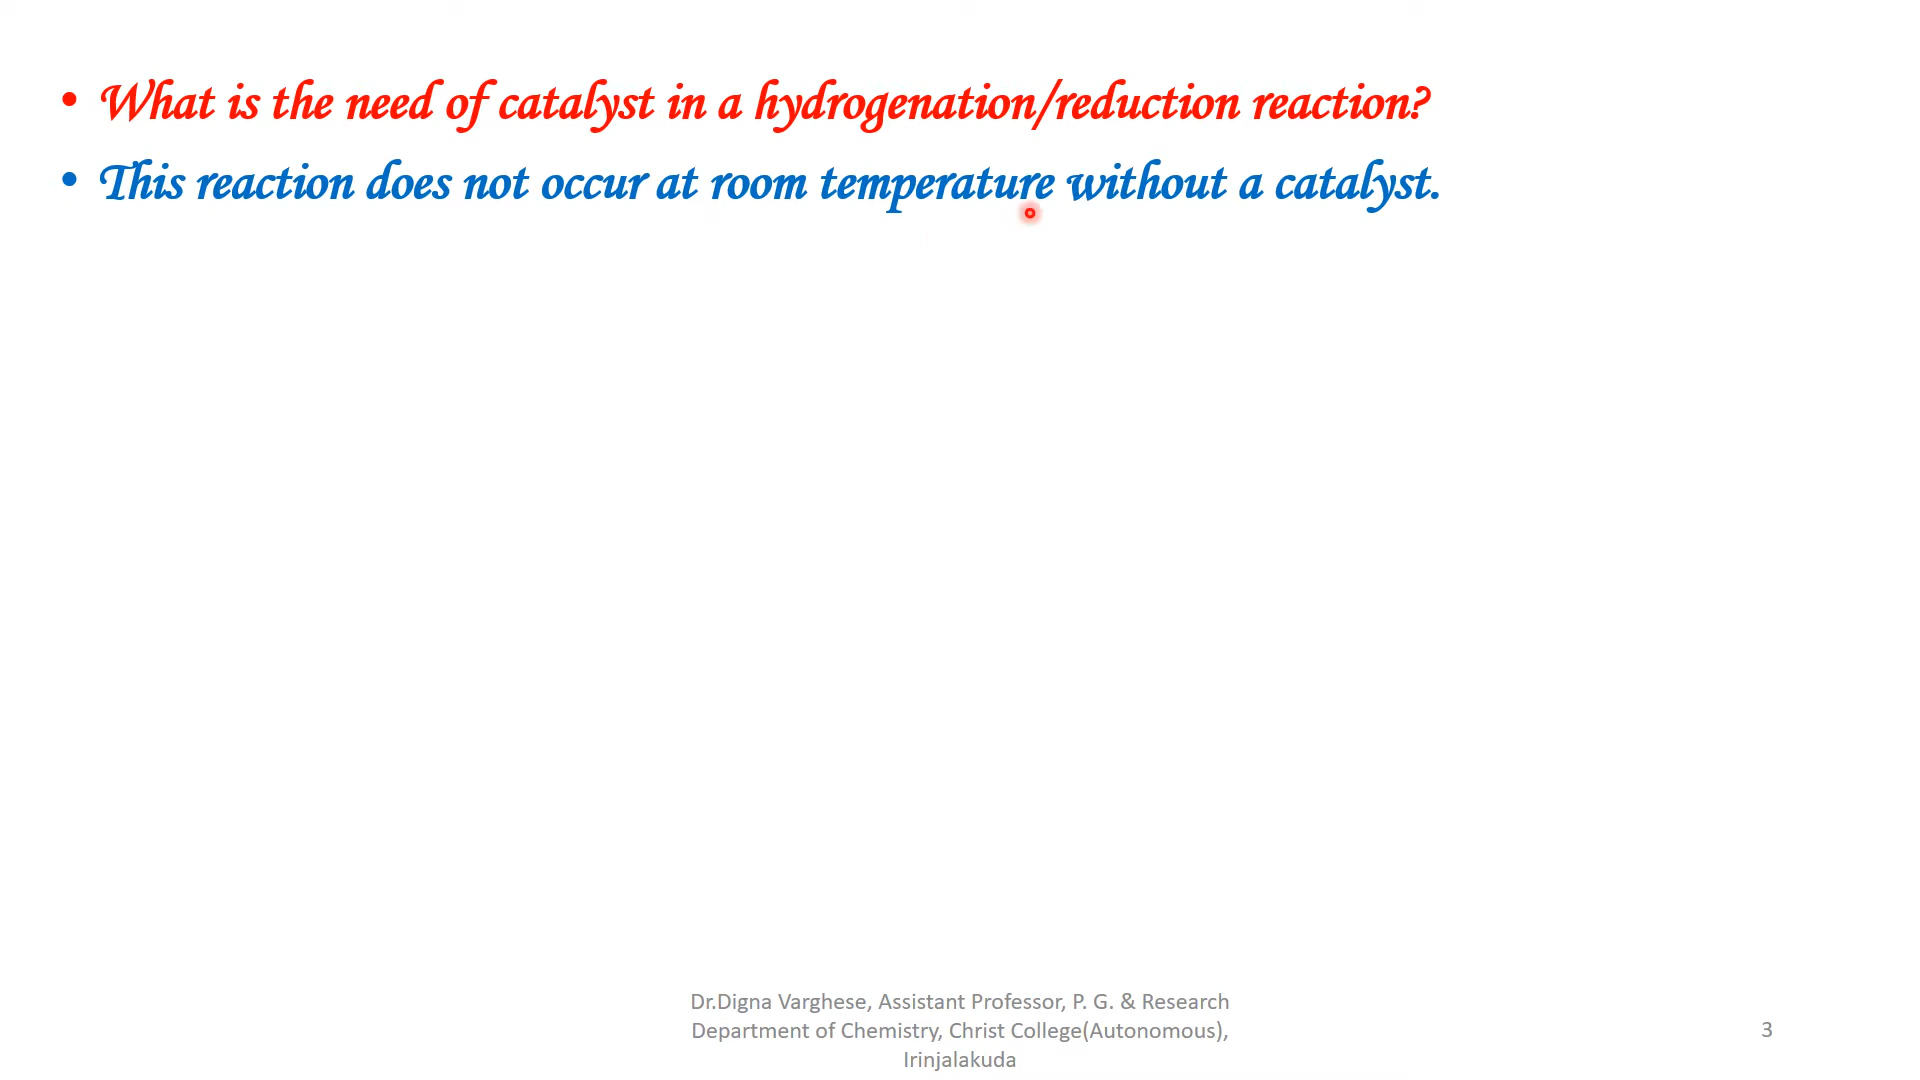 • What is the need of catalyst in a hydrogenation/reduction reaction?
• This reaction does not occur at room temperature without a catalyst.
Dr.Digna Varghese, Assistant Professor, P. G. & Research
Department of Chemistry, Christ College(Autonomous),
Irinjalakuda
3